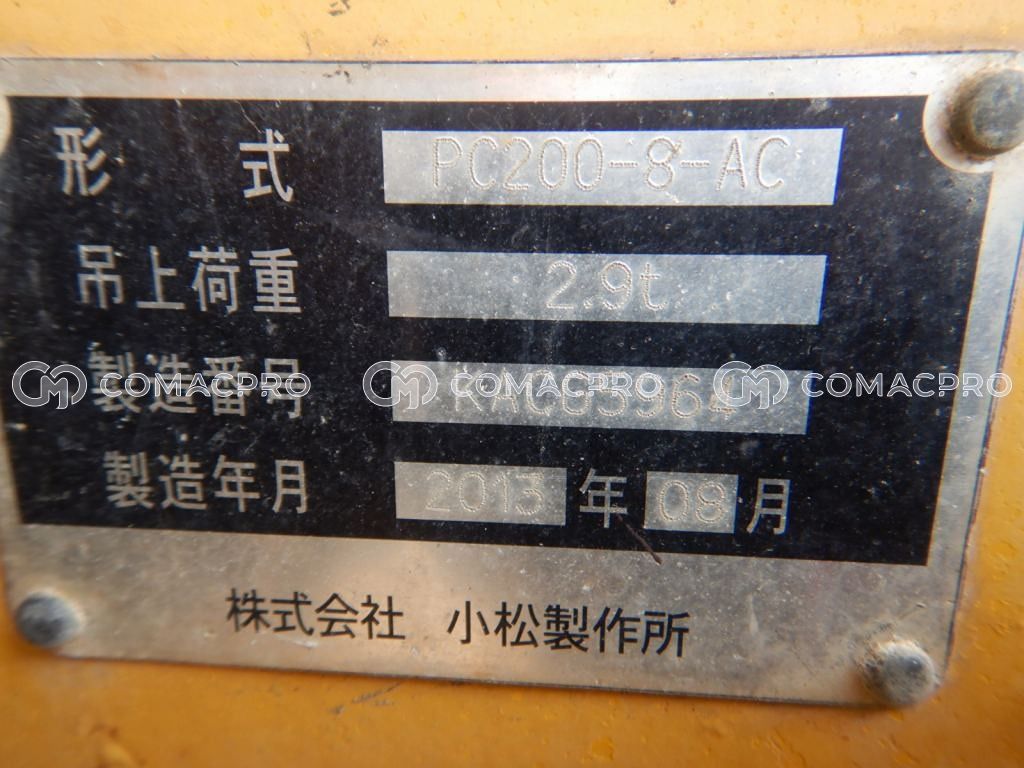 形式 PC200-8-AC
吊上荷重 2.9t
製造番号 KAC05964
製造年月 2013年08月
株式会社 小松製作所
COMACPRO COMACPRO COMACPRO